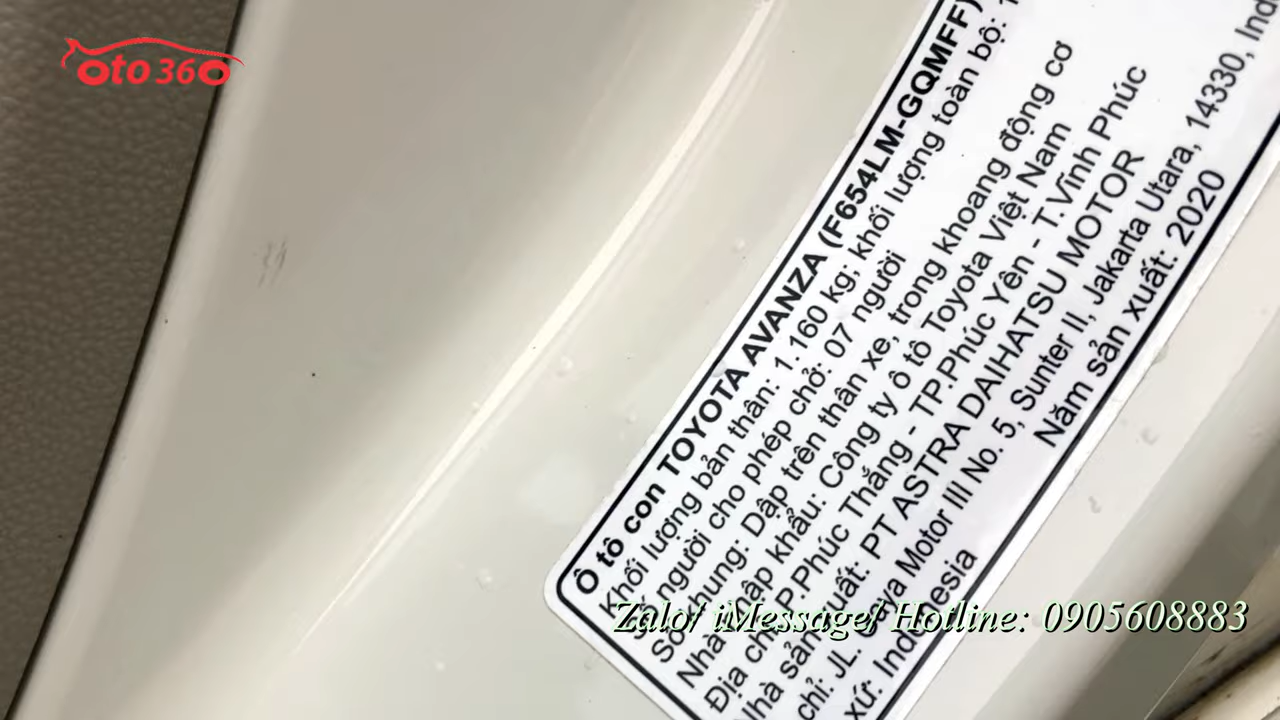 oto 360
Ô tô con TOYOTA AVANZA (F654LM-GQMFF)
Khối lượng bản thân: 1.160 kg; khối lượng toàn bộ:
Số người cho phép chở: 07 người
Số khung: Dập trên thân xe, trong khoang động cơ
Nhà nhập khẩu: Công ty ô tô Toyota Việt Nam
Địa chỉ: P.Phúc Thắng - TP.Phúc Yên - T.Vĩnh Phúc
Nhà sản xuất: PT ASTRA DAIHATSU MOTOR
chỉ: JL. Gaya Motor III No. 5, Sunter II, Jakarta Utara, 14330,
xứ: Indonesia
Năm sản xuất: 2020
Zalo/ iMessage/ Hotline: 0905608883